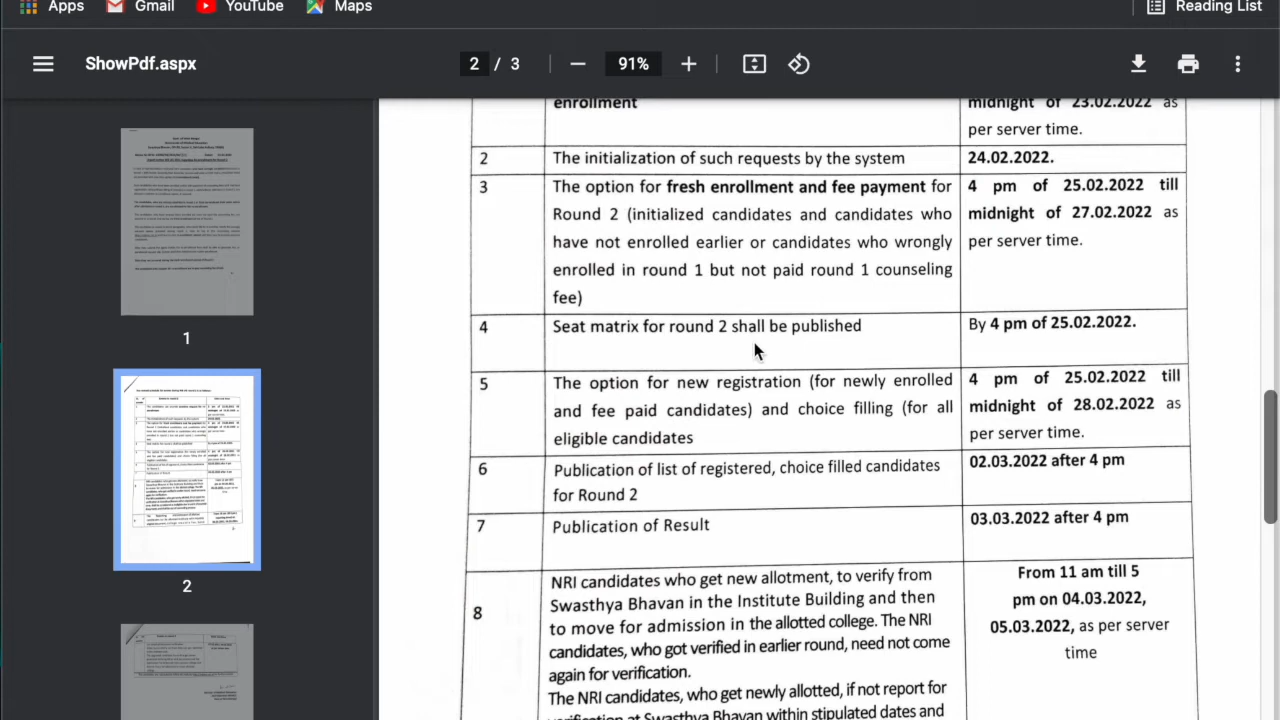 Apps Gmail YouTube Maps Reading List
ShowPdf.aspx 2 / 3 91%
1
2
enrollment
midnight of 23.02.2022 as
per server time.
2 The finalization of such requests by the system 24.02.2022.
3 The option for fresh enrollment and fee payment for
Round 2 (initialized candidates and candidates who
not enrolled earlier or candidates who wrongly
enrolled in round 1 but not paid round 1 counseling
fee)
4 pm of 25.02.2022 till
midnight of 27.02.2022 as
per server time.
4 Seat matrix for round 2 shall be published By 4 pm of 25.02.2022.
5 The option for new registration (for newly enrolled
candidates) and choice filling for all
eligible candidates
4 pm of 25.02.2022 till
midnight of 28.02.2022 as
per server time.
6 Publication of list of registered, choice filled candidates
for Round 2
02.03.2022 after 4 pm
7 Publication of Result 03.03.2022 after 4 pm
8
NRI candidates who get new allotment, to verify from
Swasthya Bhavan in the Institute Building and then
to move for admission in the allotted college. The NRI
candidates, who got verified in earlier round, need not come
again for verification.
The NRI candidates, who get newly allotted, if not report for
verification at Swasthya Bhavan within stipulated dates and
From 11 am till 5
pm on 04.03.2022,
05.03.2022, as per server
time